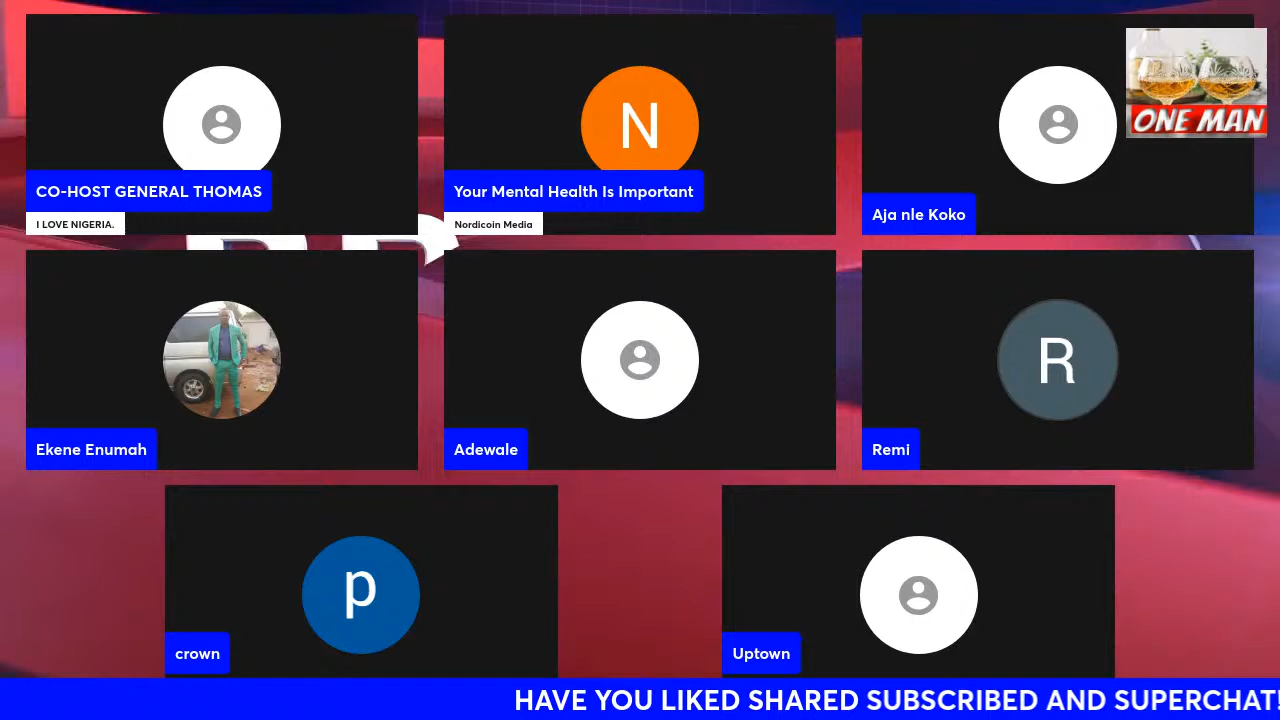 CO-HOST GENERAL THOMAS
I LOVE NIGERIA.
N
Your Mental Health Is Important
Nordicoin Media
Aja nle Koko
ONE MAN
Ekene Enumah
Adewale
R
Remi
p
crown
Uptown
HAVE YOU LIKED SHARED SUBSCRIBED AND SUPERCHAT!